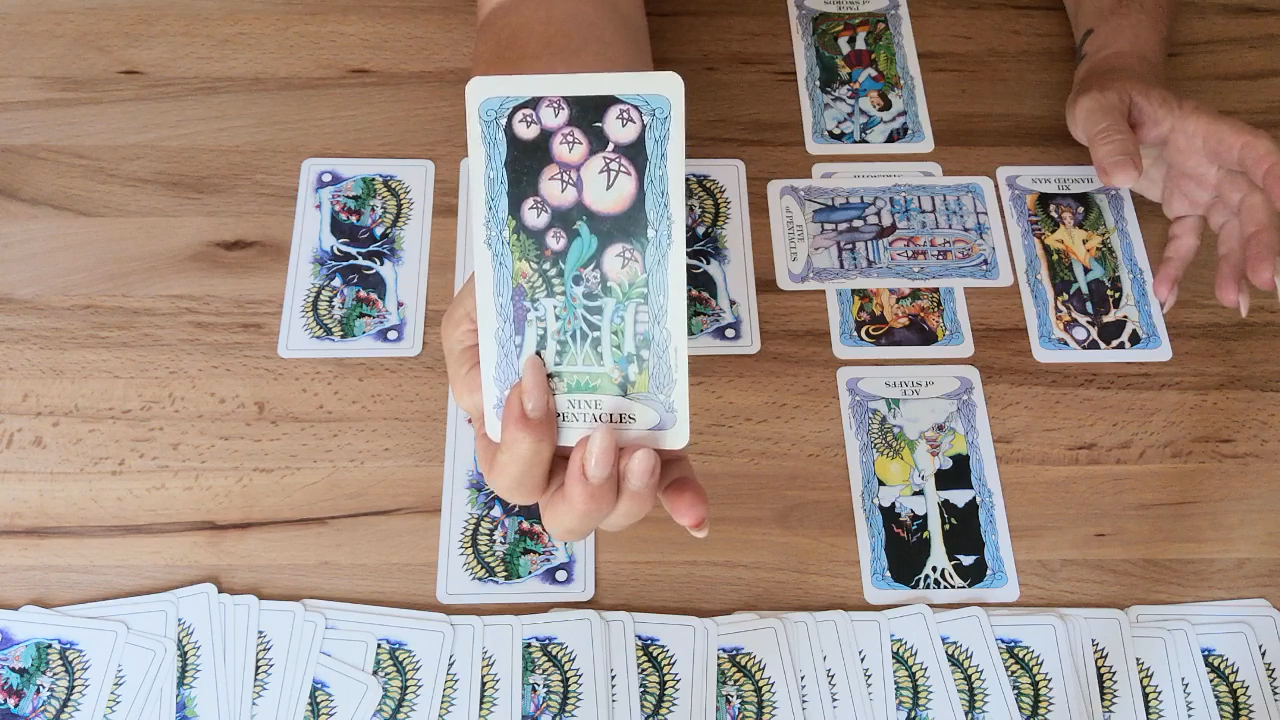 PAGE
of SWORDS
XII
HANGED MAN
FIVE
of PENTACLES
ACE
of STAFFS
NINE
PENTACLES